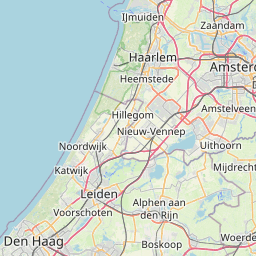 IJmuiden
Zaandam
Haarlem
Heemstede
Amster
Hillegom
Amstelveen
Nieuw-Vennep
Uithoorn
Noordwijk
Mijdrecht
Katwijk
Leiden
Alphen aan
den Rijn
Voorschoten
Woerde
Den Haag
Boskoop